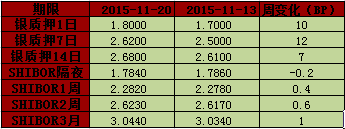 期限 2015-11-20 2015-11-13 周变化（BP）
银质押1日 1.8000 1.7000 10
银质押7日 2.6200 2.5000 12
银质押14日 2.6800 2.6100 7
SHIBOR隔夜 1.7840 1.7860 -0.2
SHIBOR1周 2.2820 2.2780 0.4
SHIBOR2周 2.6230 2.6170 0.6
SHIBOR3月 3.0440 3.0340 1